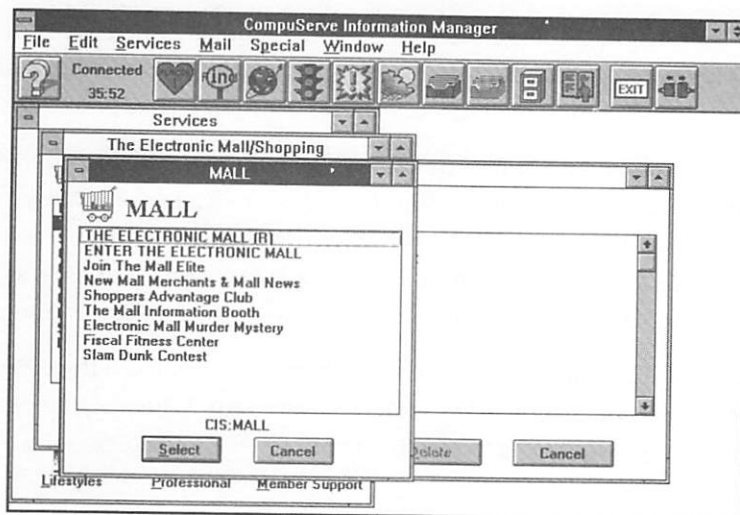 CompuServe Information Manager
File Edit Services Mail Special Window Help
Connected
35:52
EXIT
Services
The Electronic Mall/Shopping
MALL
MALL
THE ELECTRONIC MALL (R)
ENTER THE ELECTRONIC MALL
Join The Mall Elite
New Mall Merchants & Mall News
Shoppers Advantage Club
The Mall Information Booth
Electronic Mall Murder Mystery
Fiscal Fitness Center
Slam Dunk Contest
CIS:MALL
Select Cancel
Delete Cancel
Lifestyles Professional Member Support